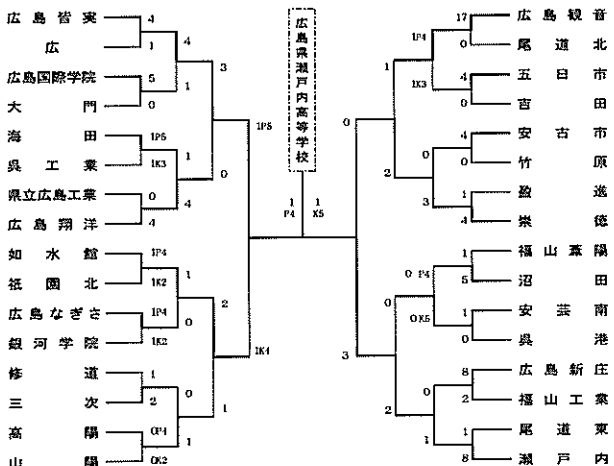 広島皆実
広
広島国際学院
大門
海田
呉工業
県立広島工業
広島翔洋
如水館
祇園北
広島なぎさ
銀河学院
修道
三次
高陽
山陽
4
1
5
0
1P5
1K3
0
4
1P4
1K2
1P4
1K2
1
2
0P4
0K2
4
1
1
4
1
0
0
1
3
0
2
1
1P5
1K4
広島県瀬戸内高等学校
1 1
P4 K5
0
3
1
2
0
2
1P4
1K3
0
3
0 P4
0K5
0
1
17
0
4
0
4
0
1
4
1
5
1
0
8
2
1
8
広島観音
尾道北
五日市
吉田
安古市
竹原
盈進
崇徳
福山葦陽
沼田
安芸南
呉港
広島新庄
福山工業
尾道東
瀬戸内